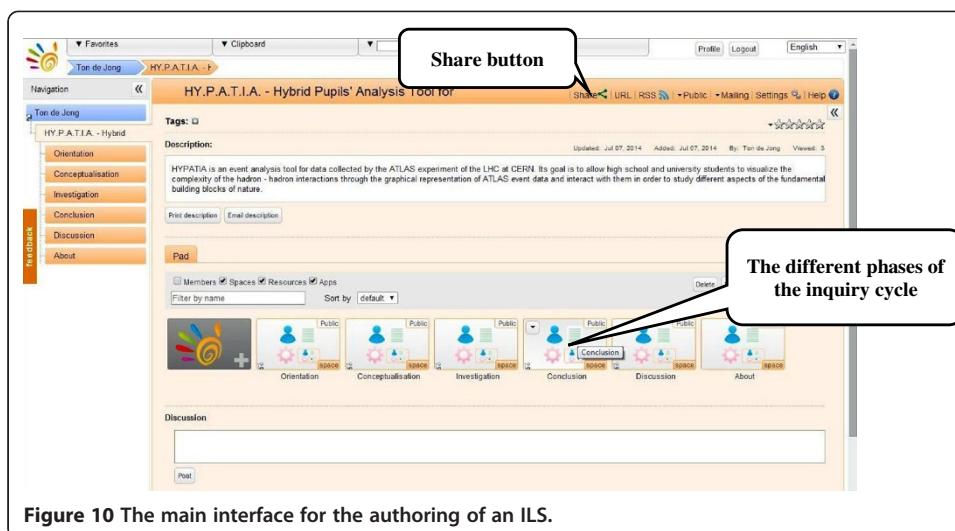 ▼ Favorites
▼ Clipboard
▼
Profile
Logout
English
Share button
Ton de Jong
HY.P.A.T.I.A. - H
Navigation
HY.P.A.T.I.A. - Hybrid Pupils' Analysis Tool for
Share | URL | RSS | Public | Mailing | Settings | Help
Ton de Jong
HY.P.A.T.I.A. - Hybrid
Orientation
Conceptualisation
Investigation
Conclusion
Discussion
About
feedback
Tags:
Description:
Updated: Jul 07, 2014 Added: Jul 07, 2014 By: Ton de Jong Viewed: 3
HYPATIA is an event analysis tool for data collected by the ATLAS experiment of the LHC at CERN. Its goal is to allow high school and university students to visualize the
complexity of the hadron - hadron interactions through the graphical representation of ATLAS event data and interact with them in order to study different aspects of the fundamental
building blocks of nature.
Print description Email description
Pad
Members Spaces Resources Apps
Delete
Filter by name
Sort by default
The different phases of
the inquiry cycle
Public Public Public Public Public
Conclusion
space space space space space space
Orientation Conceptualisation Investigation Conclusion Discussion About
Discussion
Post
Figure 10 The main interface for the authoring of an ILS.